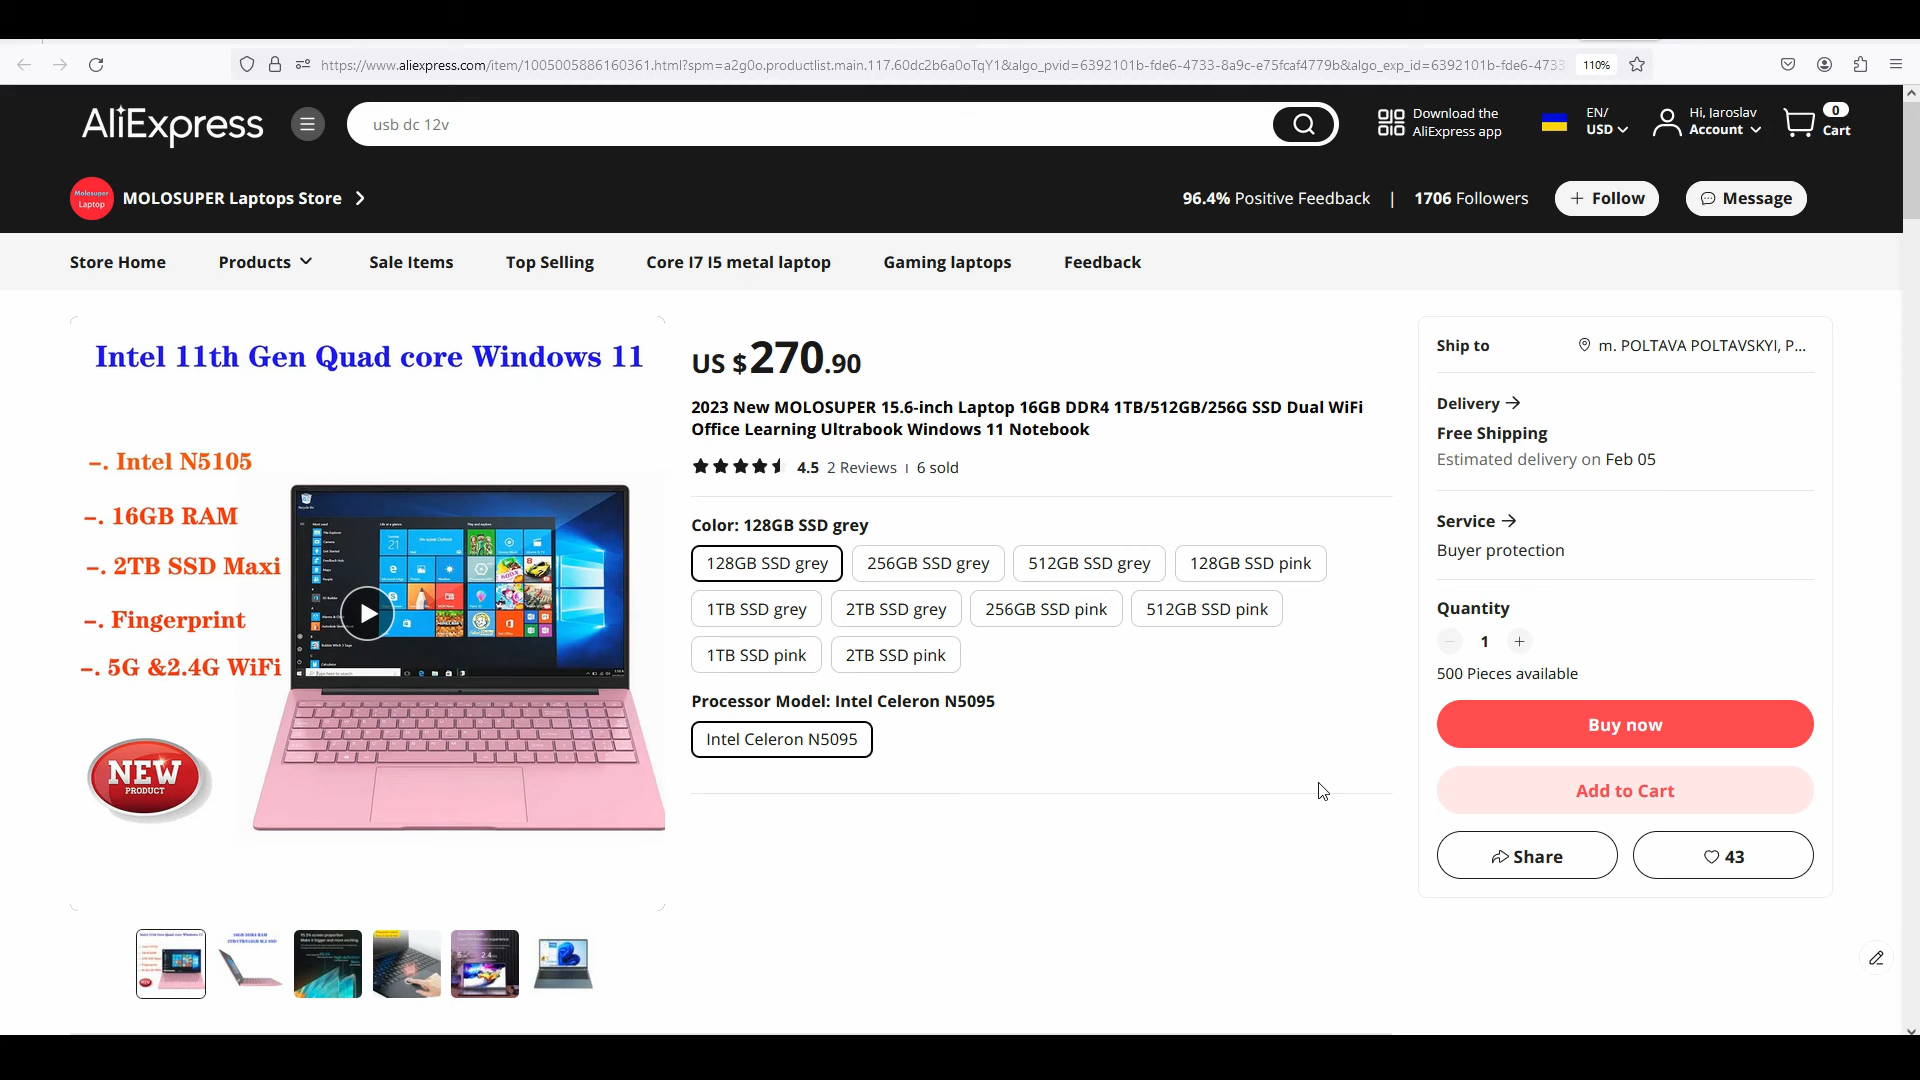 https://www.aliexpress.com/item/1005005886160361.html?spm=a2g0o.productlist.main.117.60dc2b6a0oTqY1&algo_pvid=6392101b-fde6-4733-8a9c-e75fcaf4779b&algo_exp_id=6392101b-fde6-4733
110%
AliExpress
usb dc 12v
Download the
AliExpress app
EN/
USD
Hi, Jaroslav
Account
0
Cart
Molosuper
Laptop
MOLOSUPER Laptops Store
96.4% Positive Feedback | 1706 Followers
+ Follow
Message
Store Home
Products
Sale Items
Top Selling
Core I7 I5 metal laptop
Gaming laptops
Feedback
Intel 11th Gen Quad core Windows 11
-. Intel N5105
-. 16GB RAM
-. 2TB SSD Maxi
-. Fingerprint
-. 5G &2.4G WiFi
NEW
PRODUCT
US $270.90
2023 New MOLOSUPER 15.6-inch Laptop 16GB DDR4 1TB/512GB/256G SSD Dual WiFi
Office Learning Ultrabook Windows 11 Notebook
4.5 2 Reviews | 6 sold
Color: 128GB SSD grey
128GB SSD grey
256GB SSD grey
512GB SSD grey
128GB SSD pink
1TB SSD grey
2TB SSD grey
256GB SSD pink
512GB SSD pink
1TB SSD pink
2TB SSD pink
Processor Model: Intel Celeron N5095
Intel Celeron N5095
Ship to
m. POLTAVA POLTAVSKYI, P...
Delivery
Free Shipping
Estimated delivery on Feb 05
Service
Buyer protection
Quantity
1
500 Pieces available
Buy now
Add to Cart
Share
43